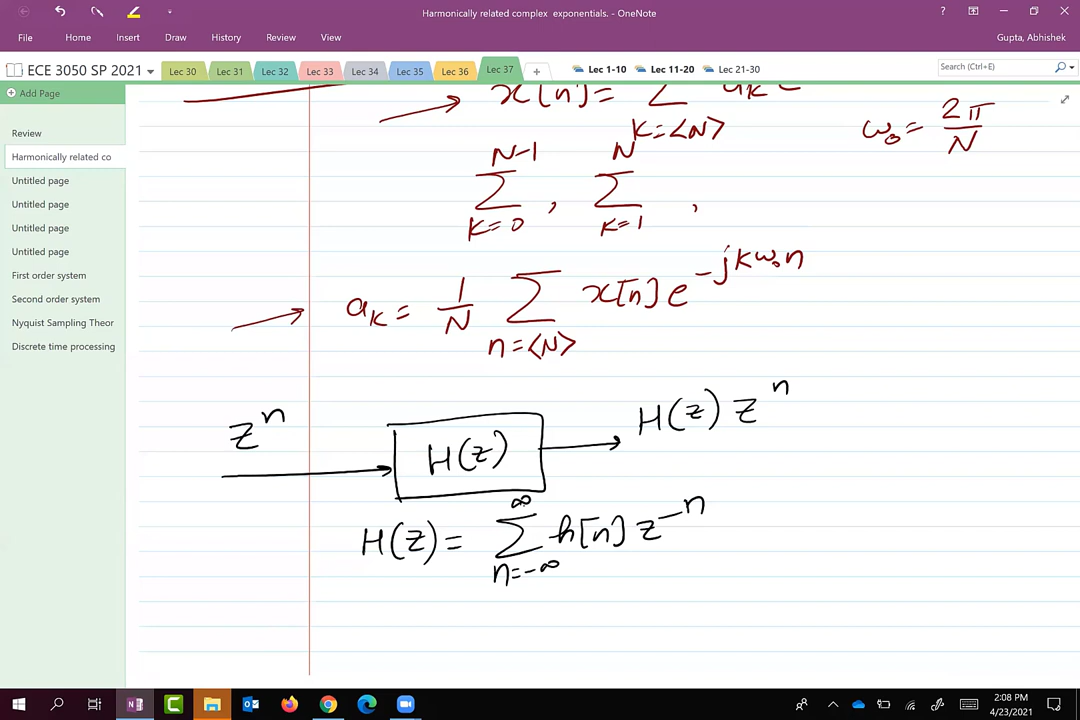 Harmonically related complex exponentials. - OneNote
Gupta, Abhishek
File Home Insert Draw History Review View
ECE 3050 SP 2021
Lec 30 Lec 31 Lec 32 Lec 33 Lec 34 Lec 35 Lec 36 Lec 37 Lec 1-10 Lec 11-20 Lec 21-30
Search (Ctrl+E)
Add Page
Review
Harmonically related co
Untitled page
Untitled page
Untitled page
Untitled page
First order system
Second order system
Nyquist Sampling Theor
Discrete time processing
x[n] = ∑ k=<N> a_k e
ω₀ = 2π/N
∑_{k=0}^{N-1} , ∑_{k=1}^{N} ,
a_k = 1/N ∑_{n=<N>} x[n] e^{-jkω₀n}
z^n
H(z)
H(z) z^n
H(z) = ∑_{n=-∞}^{∞} h[n] z^{-n}
2:08 PM
4/23/2021